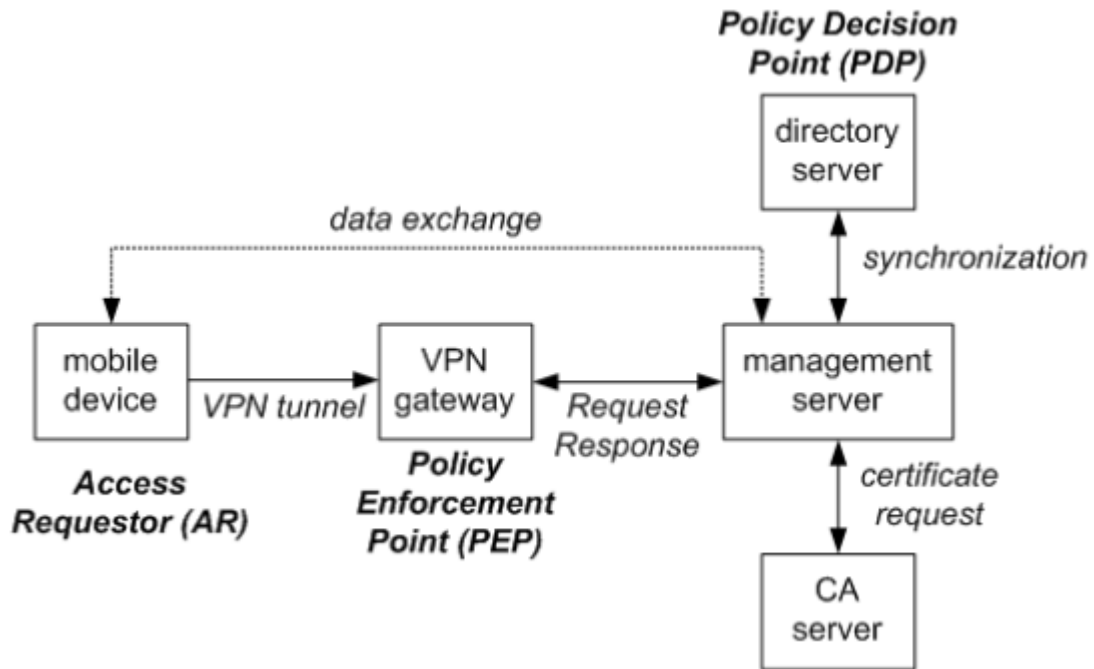 Policy Decision
Point (PDP)
directory
server
data exchange
synchronization
mobile
device
VPN tunnel
VPN
gateway
Request
Response
management
server
Access
Requestor (AR)
Policy
Enforcement
Point (PEP)
certificate
request
CA
server